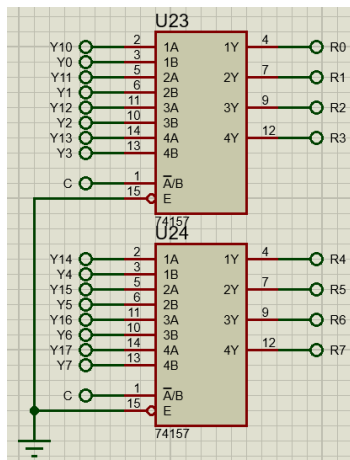 U23
Y10 2 1A 1Y 4 R0
Y0 3 1B
Y11 5 2A 2Y 7 R1
Y1 6 2B
Y12 11 3A 3Y 9 R2
Y2 10 3B
Y13 14 4A 4Y 12 R3
Y3 13 4B
C 1 A/B
15 E
74157
U24
Y14 2 1A 1Y 4 R4
Y4 3 1B
Y15 5 2A 2Y 7 R5
Y5 6 2B
Y16 11 3A 3Y 9 R6
Y6 10 3B
Y17 14 4A 4Y 12 R7
Y7 13 4B
C 1 A/B
15 E
74157